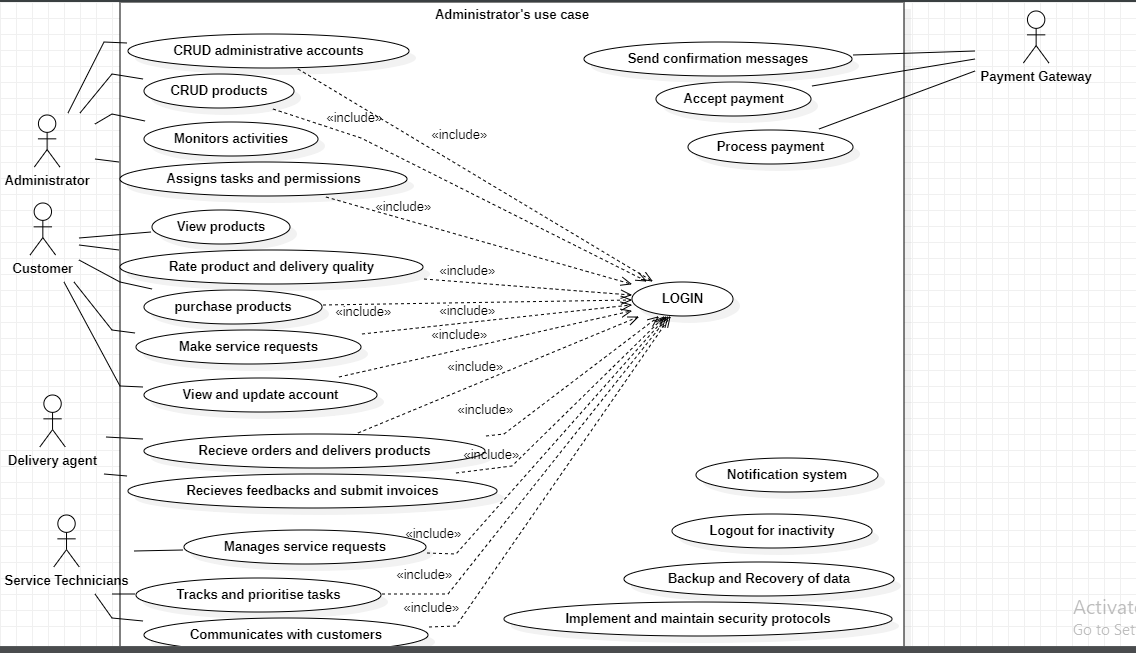 Administrator's use case
CRUD administrative accounts
Send confirmation messages
Payment Gateway
CRUD products
Accept payment
«include»
«include»
Monitors activities
Process payment
Administrator
Assigns tasks and permissions
«include»
View products
Customer
Rate product and delivery quality
«include»
purchase products
«include»
«include»
LOGIN
Make service requests
«include»
«include»
View and update account
«include»
Delivery agent
Recieve orders and delivers products
«include»
Notification system
Recieves feedbacks and submit invoices
Logout for inactivity
«include»
Manages service requests
Service Technicians
«include»
Backup and Recovery of data
Tracks and prioritise tasks
«include»
Implement and maintain security protocols
Communicates with customers
Activate
Go to Set